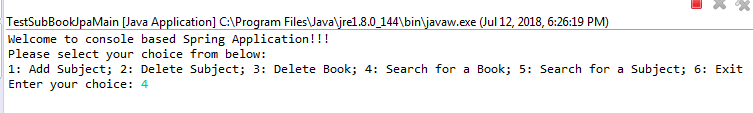 TestSubBookJpaMain [Java Application] C:\Program Files\Java\jre1.8.0_144\bin\javaw.exe (Jul 12, 2018, 6:26:19 PM)
Welcome to console based Spring Application!!!
Please select your choice from below:
1: Add Subject; 2: Delete Subject; 3: Delete Book; 4: Search for a Book; 5: Search for a Subject; 6: Exit
Enter your choice: 4